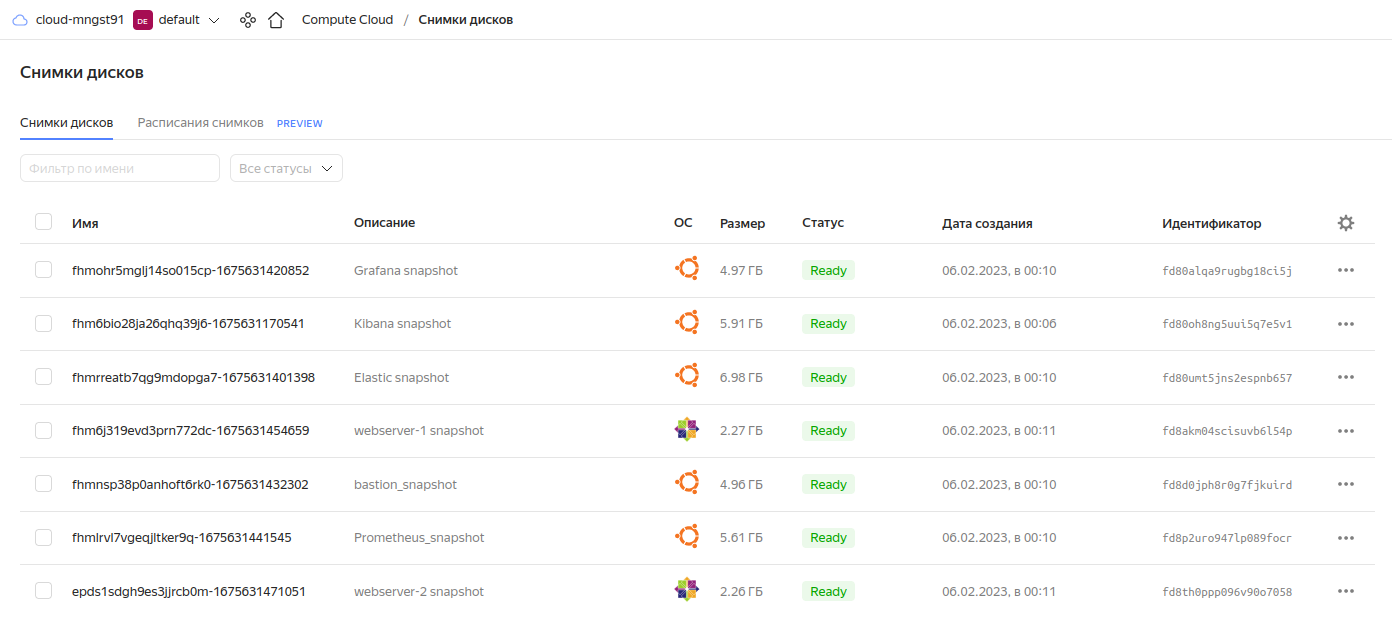 cloud-mngst91 DE default Compute Cloud / Снимки дисков
Снимки дисков
Снимки дисков Расписания снимков PREVIEW
Фильтр по имени Все статусы
Имя Описание ОС Размер Статус Дата создания Идентификатор
fhmohr5mglj14so015cp-1675631420852 Grafana snapshot 4.97 ГБ Ready 06.02.2023, в 00:10 fd80alqa9rugbg18ci5j
fhm6bio28ja26qhq39j6-1675631170541 Kibana snapshot 5.91 ГБ Ready 06.02.2023, в 00:06 fd80oh8ng5uui5q7e5v1
fhmrreatb7qg9mdopga7-1675631401398 Elastic snapshot 6.98 ГБ Ready 06.02.2023, в 00:10 fd80umt5jns2espnb657
fhm6j319evd3prn772dc-1675631454659 webserver-1 snapshot 2.27 ГБ Ready 06.02.2023, в 00:11 fd8akm04scisuvb6l54p
fhmnsp38p0anhoft6rk0-1675631432302 bastion_snapshot 4.96 ГБ Ready 06.02.2023, в 00:10 fd8d0jph8r0g7fjkuird
fhmlrvl7vgeqjltker9q-1675631441545 Prometheus_snapshot 5.61 ГБ Ready 06.02.2023, в 00:10 fd8p2uro947lp089focr
epds1sdgh9es3jjrcb0m-1675631471051 webserver-2 snapshot 2.26 ГБ Ready 06.02.2023, в 00:11 fd8th0ppp096v90o7058